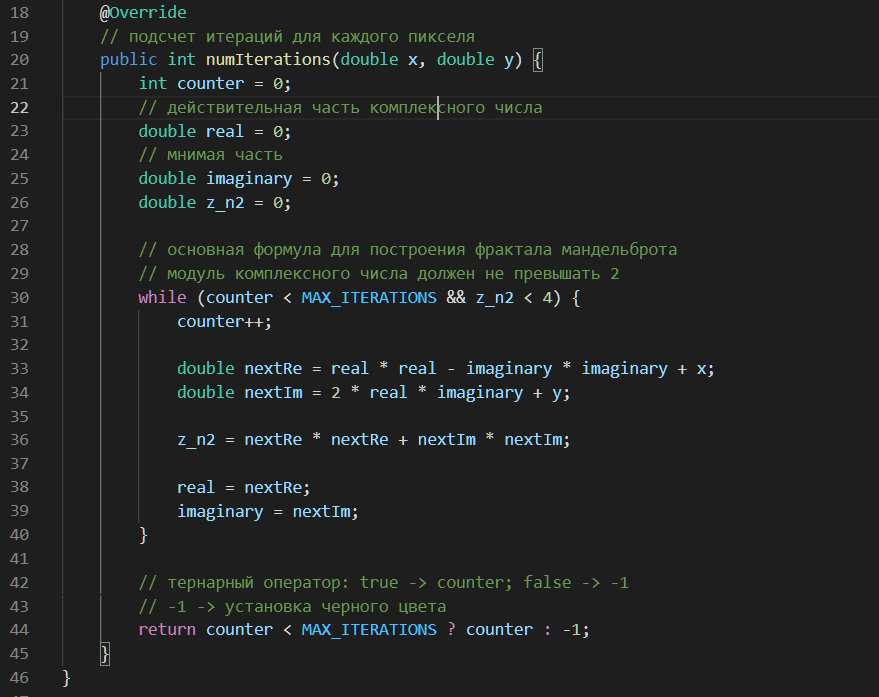 18 @Override
19 // подсчет итераций для каждого пикселя
20 public int numIterations(double x, double y) {
21 int counter = 0;
22 // действительная часть комплексного числа
23 double real = 0;
24 // мнимая часть
25 double imaginary = 0;
26 double z_n2 = 0;
27
28 // основная формула для построения фрактала мандельброта
29 // модуль комплексного числа должен не превышать 2
30 while (counter < MAX_ITERATIONS && z_n2 < 4) {
31 counter++;
32
33 double nextRe = real * real - imaginary * imaginary + x;
34 double nextIm = 2 * real * imaginary + y;
35
36 z_n2 = nextRe * nextRe + nextIm * nextIm;
37
38 real = nextRe;
39 imaginary = nextIm;
40 }
41
42 // тернарный оператор: true -> counter; false -> -1
43 // -1 -> установка черного цвета
44 return counter < MAX_ITERATIONS ? counter : -1;
45 }
46 }